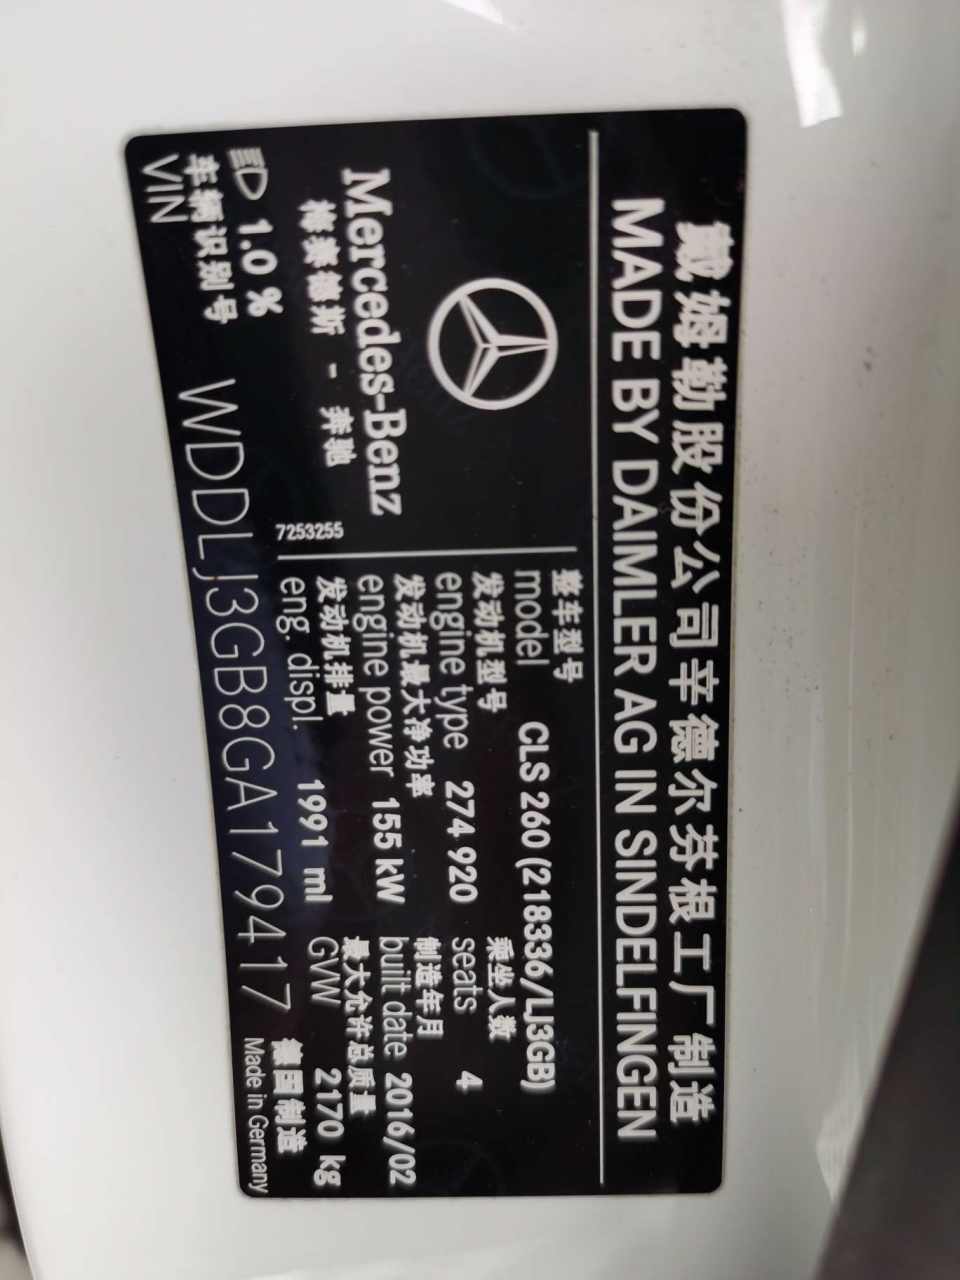 戴姆勒股份公司辛德尔芬根工厂制造
MADE BY DAIMLER AG IN SINDELFINGEN
Mercedes-Benz
梅赛德斯 - 奔驰
7253255
整车型号
model CLS 260 (218336/LJ3GB)
发动机型号 乘坐人数
engine type 274 920 seats 4
发动机最大净功率 制造年月
engine power 155 kW built date 2016/02
发动机排量 最大允许总质量
eng. displ. 1991 ml GVW 2170 kg
1.0 %
车辆识别号 德国制造
VIN WDDLJ3GB8GA179417 Made in Germany